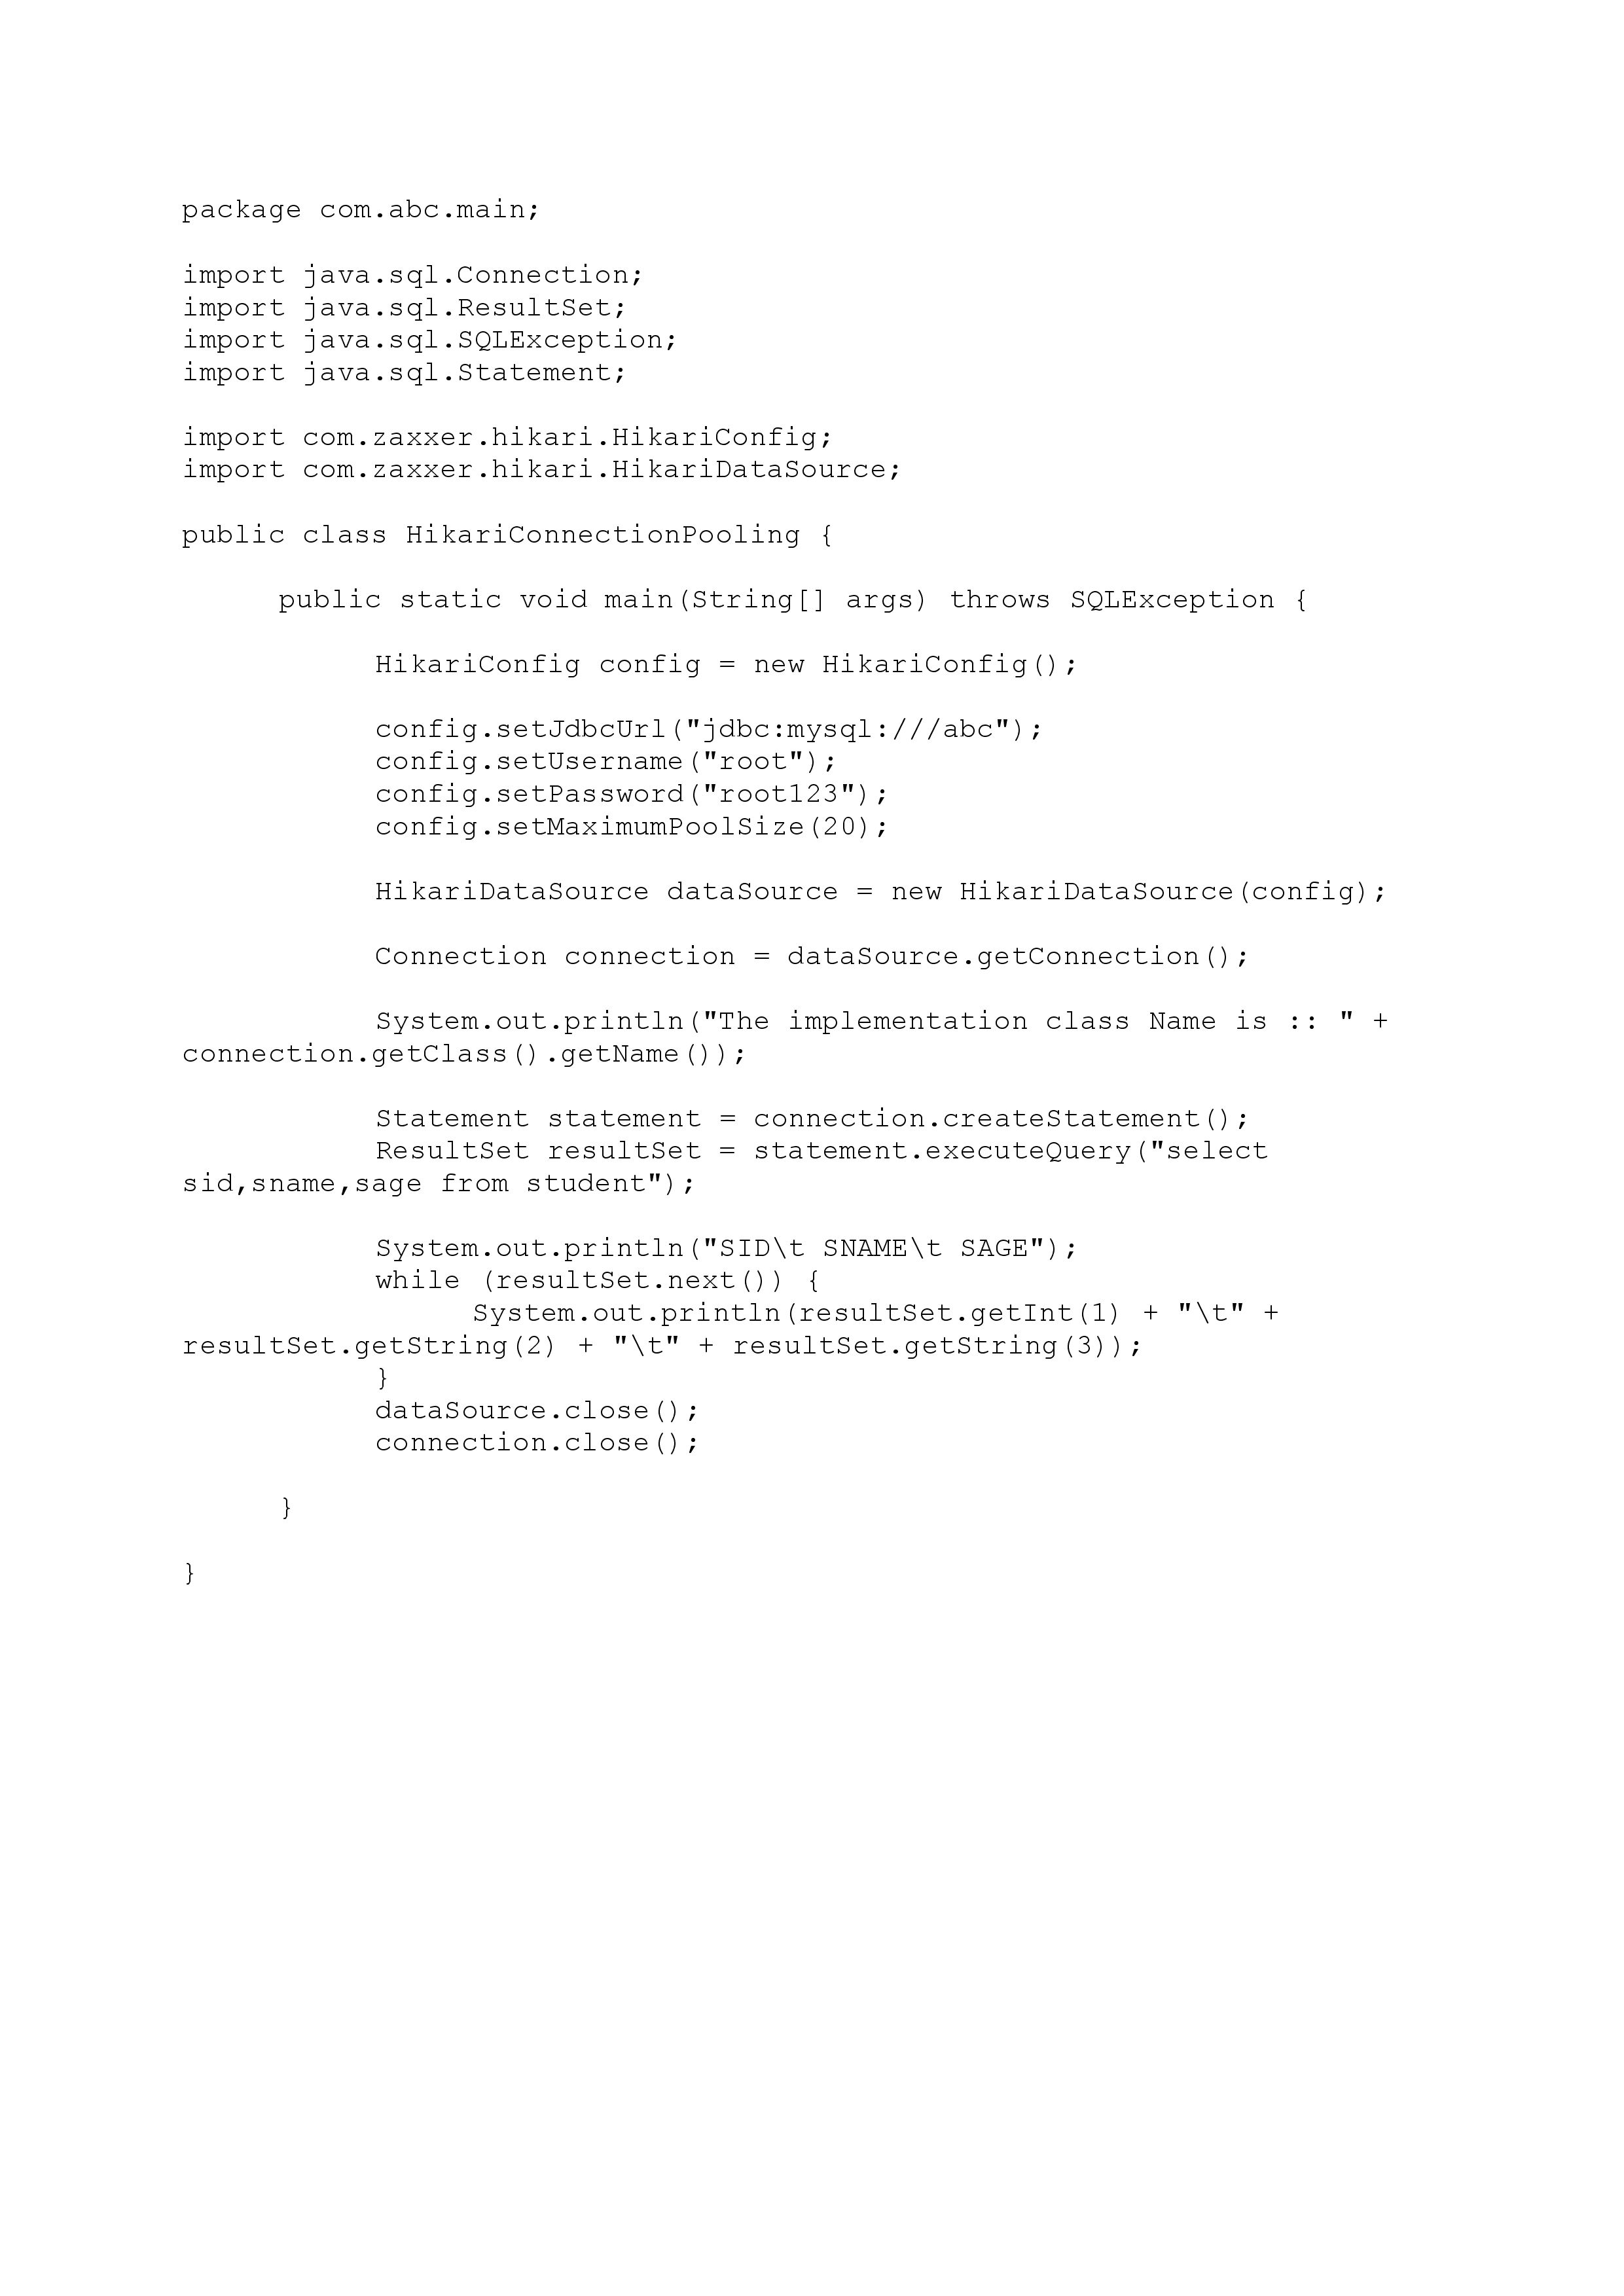 package com.abc.main;
import java.sql.Connection;
import java.sql.ResultSet;
import java.sql.SQLException;
import java.sql.Statement;
import com.zaxxer.hikari.HikariConfig;
import com.zaxxer.hikari.HikariDataSource;
public class HikariConnectionPooling {
public static void main(String[] args) throws SQLException {
HikariConfig config = new HikariConfig();
config.setJdbcUrl("jdbc:mysql:///abc");
config.setUsername("root");
config.setPassword("root123");
config.setMaximumPoolSize(20);
HikariDataSource dataSource = new HikariDataSource(config);
Connection connection = dataSource.getConnection();
System.out.println("The implementation class Name is :: " +
connection.getClass().getName());
Statement statement = connection.createStatement();
ResultSet resultSet = statement.executeQuery("select
sid,sname,sage from student");
System.out.println("SID\t SNAME\t SAGE");
while (resultSet.next()) {
System.out.println(resultSet.getInt(1) + "\t" +
resultSet.getString(2) + "\t" + resultSet.getString(3));
}
dataSource.close();
connection.close();
}
}